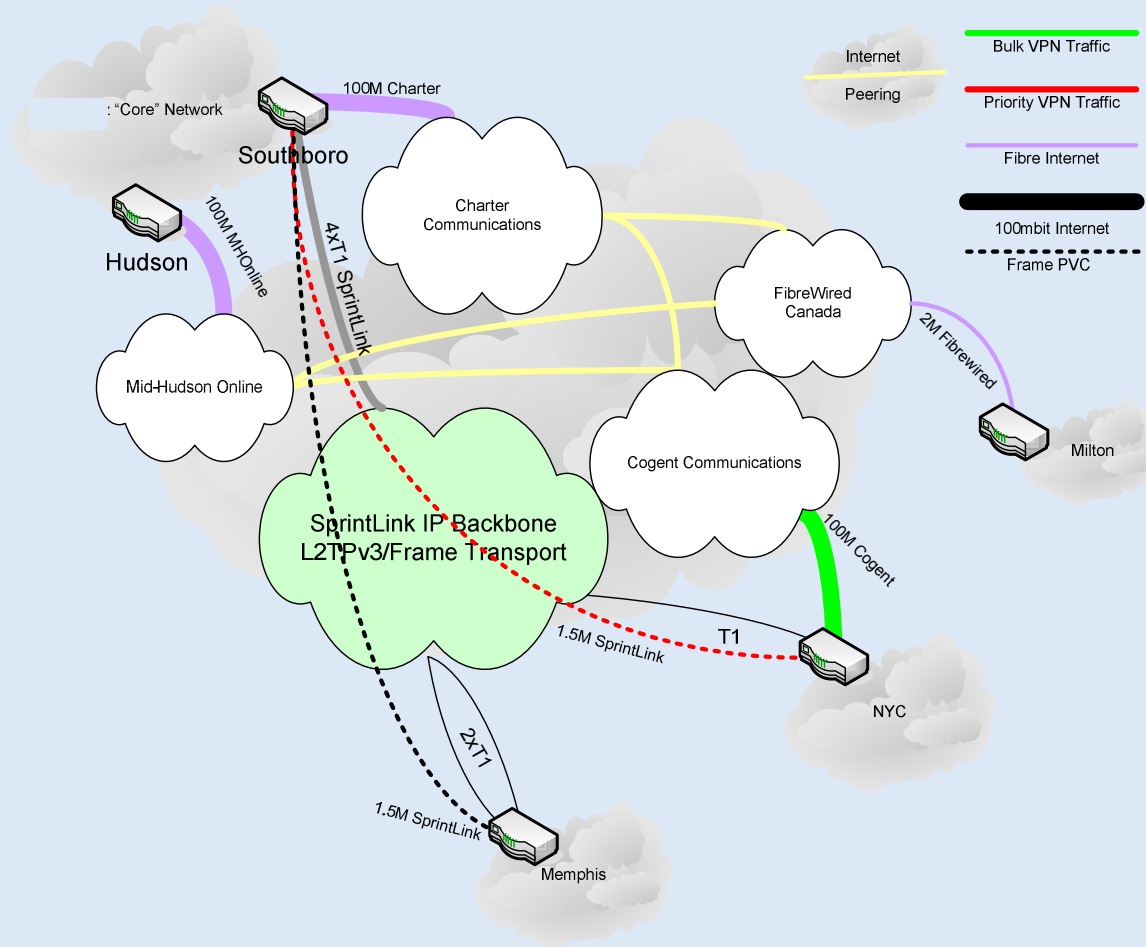 Internet
Peering
Bulk VPN Traffic
Priority VPN Traffic
Fibre Internet
100mbit Internet
Frame PVC
: “Core” Network
Southboro
100M Charter
Hudson
100M MHOnline
4xT1 SprintLink
Charter
Communications
FibreWired
Canada
2M Fibrewired
Milton
Mid-Hudson Online
Cogent Communications
100M Cogent
SprintLink IP Backbone
L2TPv3/Frame Transport
1.5M SprintLink
T1
NYC
2xT1
1.5M SprintLink
Memphis